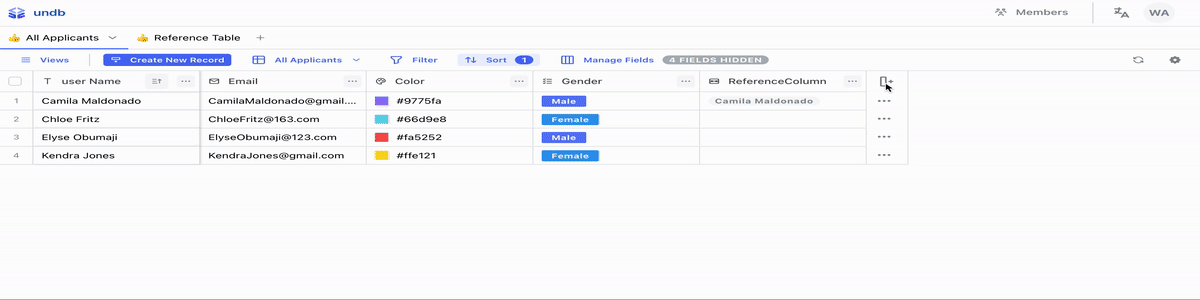 undb
Members
WA
All Applicants
Reference Table
Views
Create New Record
All Applicants
Filter
Sort 1
Manage Fields
4 FIELDS HIDDEN
user Name
Email
Color
Gender
ReferenceColumn
1 Camila Maldonado CamilaMaldonado@gmail.... #9775fa Male Camila Maldonado
2 Chloe Fritz ChloeFritz@163.com #66d9e8 Female
3 Elyse Obumaji ElyseObumaji@123.com #fa5252 Male
4 Kendra Jones KendraJones@gmail.com #ffe121 Female